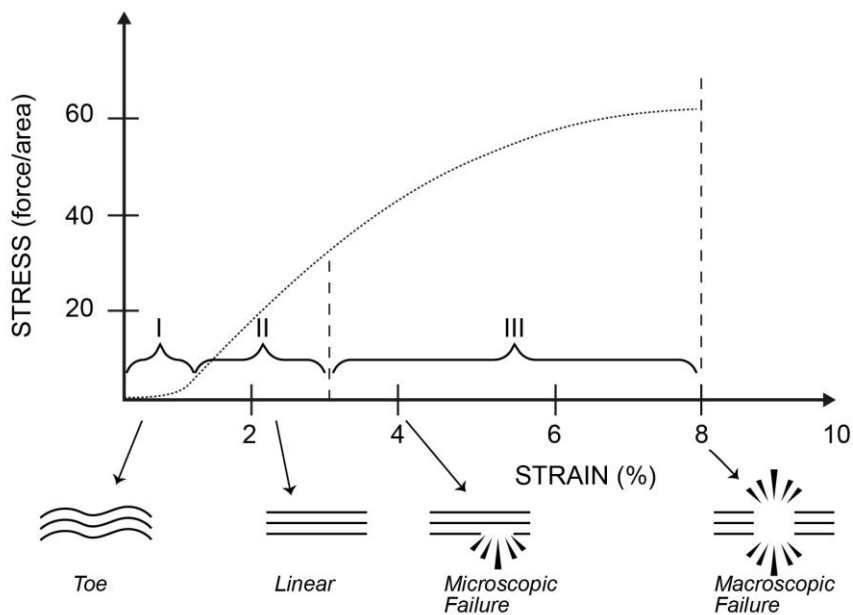 STRESS (force/area)
60
40
20
I
II
III
2
4
6
8
10
STRAIN (%)
Toe
Linear
Microscopic
Failure
Macroscopic
Failure